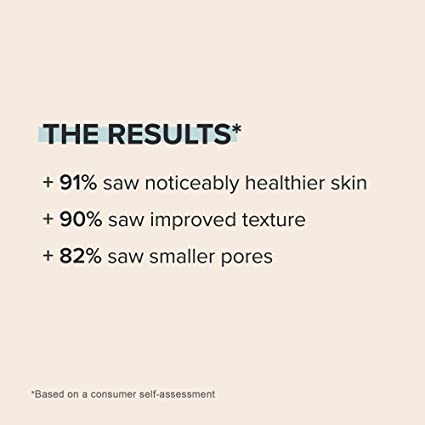 THE RESULTS*
+ 91% saw noticeably healthier skin
+ 90% saw improved texture
+ 82% saw smaller pores
*Based on a consumer self-assessment